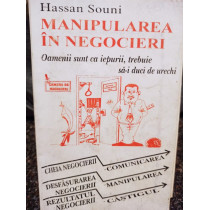 Hassan Souni
MANIPULAREA
ÎN NEGOCIERI
Oamenii sunt ca iepurii, trebuie
să-i duci de urechi
CHEIA NEGOCIERII
COMUNICAREA
DESFĂȘURAREA
NEGOCIERII
MANIPULAREA
REZULTATUL
NEGOCIERII
CÂȘTIGUL